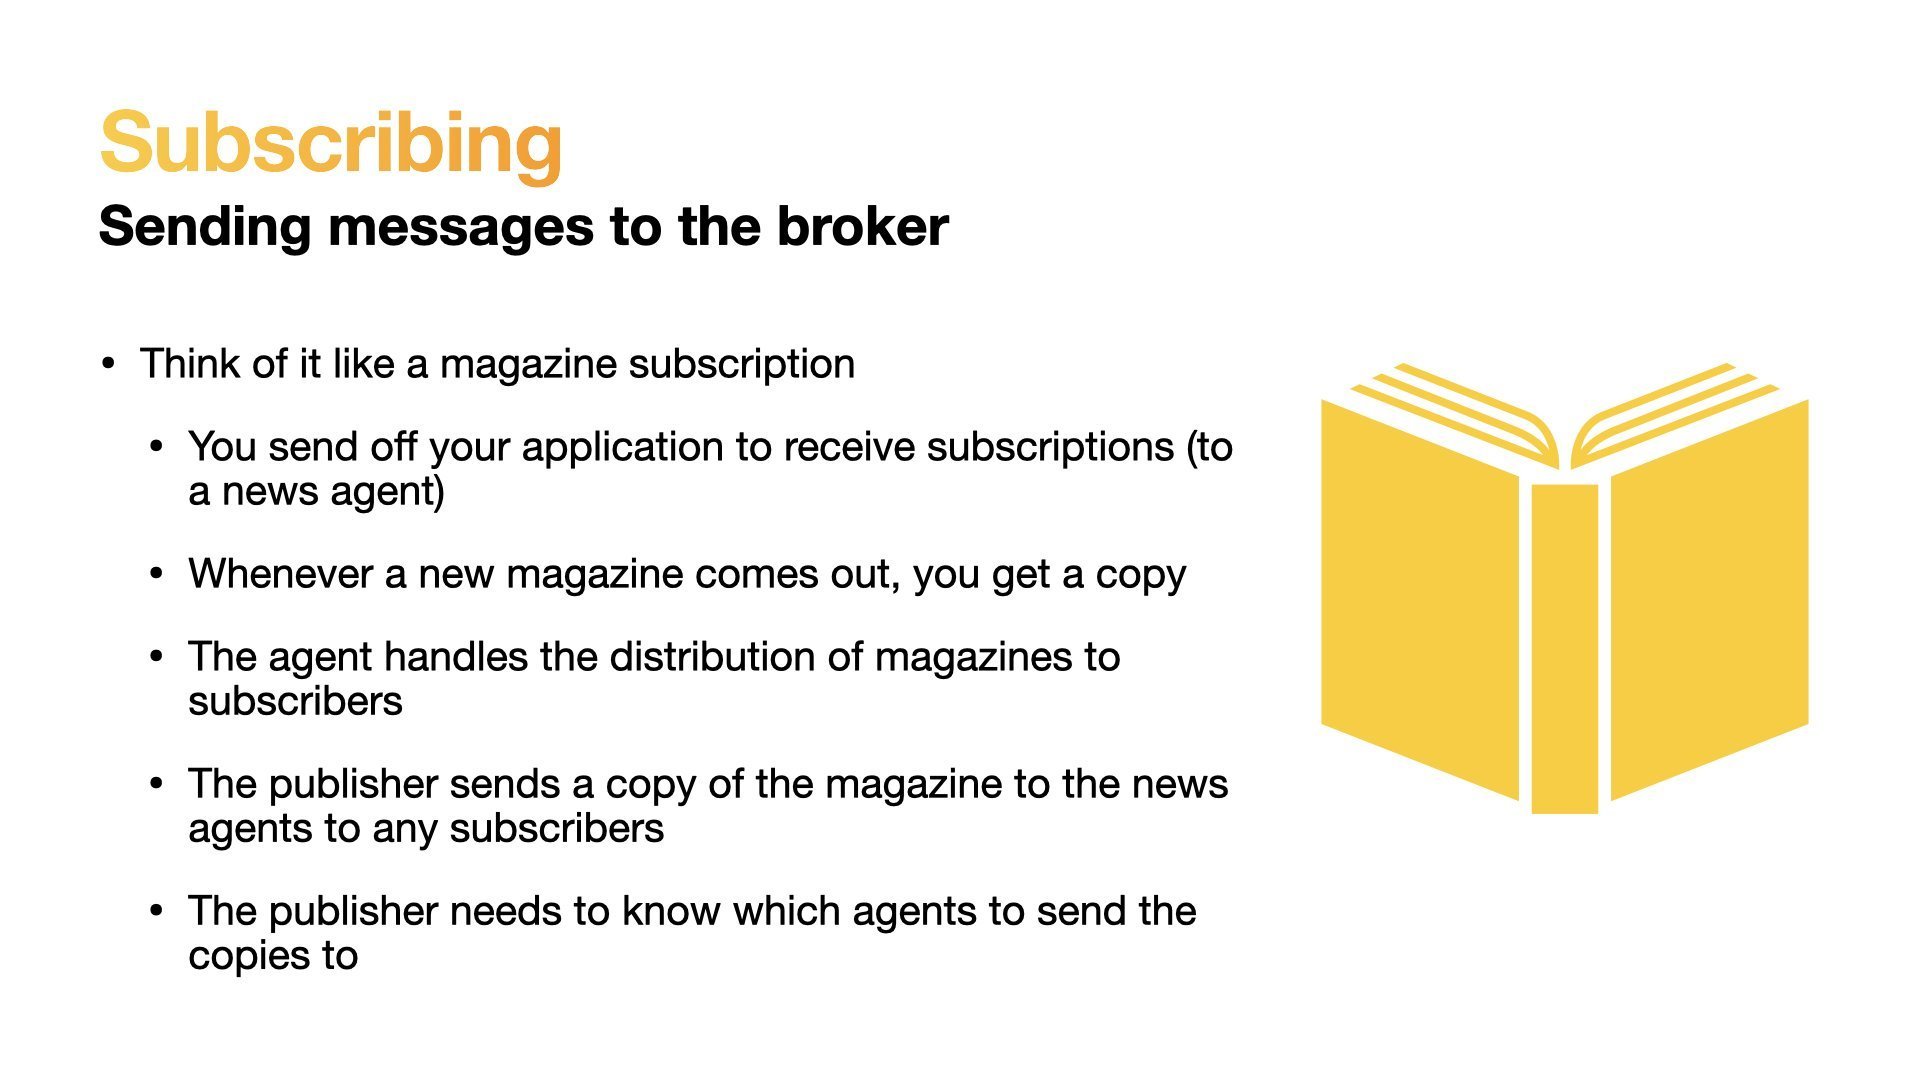 Subscribing
Sending messages to the broker
• Think of it like a magazine subscription
• You send off your application to receive subscriptions (to
a news agent)
• Whenever a new magazine comes out, you get a copy
• The agent handles the distribution of magazines to
subscribers
• The publisher sends a copy of the magazine to the news
agents to any subscribers
• The publisher needs to know which agents to send the
copies to